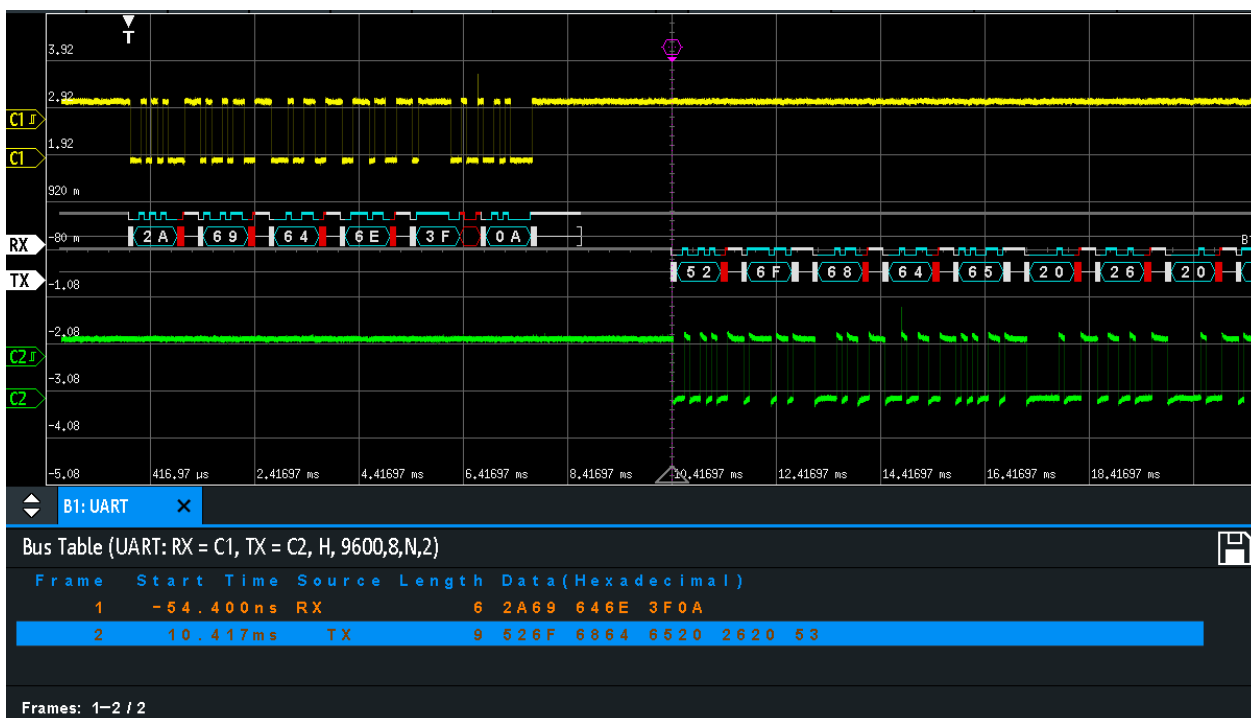 T
3.92
2.92
C1
1.92
C1
920 m
RX -80 m 2A 69 64 6E 3F 0A
B1
TX -1.08 52 6F 68 64 65 20 26 20
-2.08
C2
-3.08
C2
-4.08
-5.08 416.97 µs 2.41697 ms 4.41697 ms 6.41697 ms 8.41697 ms 10.41697 ms 12.41697 ms 14.41697 ms 16.41697 ms 18.41697 ms
B1: UART ×
Bus Table (UART: RX = C1, TX = C2, H, 9600,8,N,2)
Frame Start Time Source Length Data(Hexadecimal)
1 -54.400ns RX 6 2A69 646E 3F0A
2 10.417ms TX 9 526F 6864 6520 2620 53
Frames: 1-2 / 2